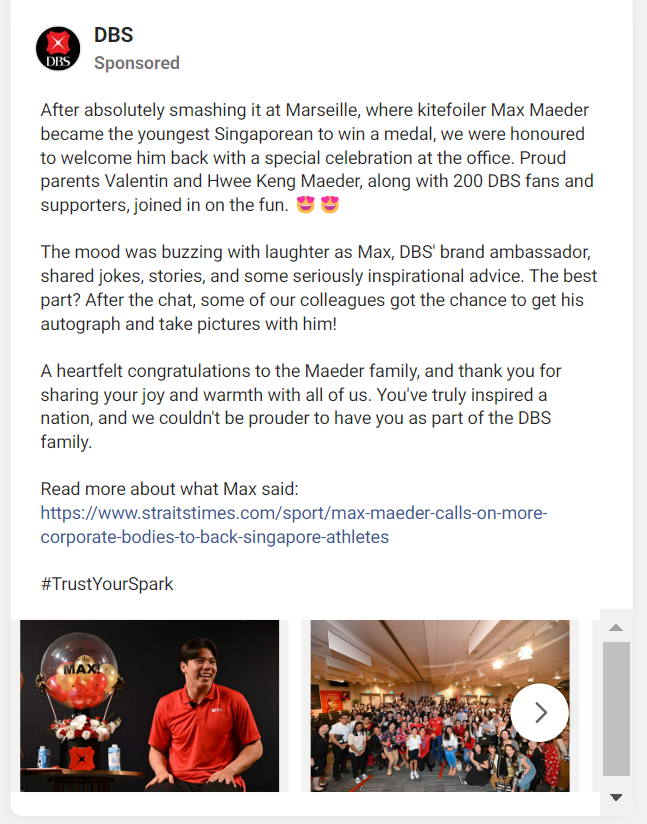 DBS
Sponsored
DBS
After absolutely smashing it at Marseille, where kitefoiler Max Maeder
became the youngest Singaporean to win a medal, we were honoured
to welcome him back with a special celebration at the office. Proud
parents Valentin and Hwee Keng Maeder, along with 200 DBS fans and
supporters, joined in on the fun. 😍 😍
The mood was buzzing with laughter as Max, DBS' brand ambassador,
shared jokes, stories, and some seriously inspirational advice. The best
part? After the chat, some of our colleagues got the chance to get his
autograph and take pictures with him!
A heartfelt congratulations to the Maeder family, and thank you for
sharing your joy and warmth with all of us. You've truly inspired a
nation, and we couldn't be prouder to have you as part of the DBS
family.
Read more about what Max said:
https://www.straitstimes.com/sport/max-maeder-calls-on-more-
corporate-bodies-to-back-singapore-athletes
#TrustYourSpark
MAX!